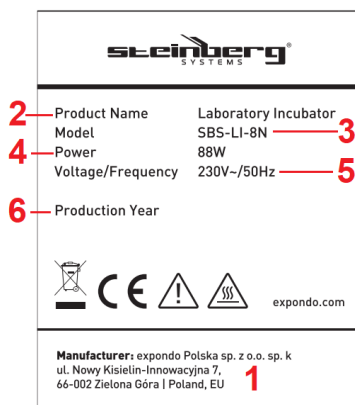 steinberg®
SYSTEMS
2 Product Name Laboratory Incubator
Model SBS-LI-8N 3
4 Power 88W
Voltage/Frequency 230V~/50Hz 5
6 Production Year
CE
expondo.com
Manufacturer: expondo Polska sp. z o.o. sp. k
ul. Nowy Kisielin-Innowacyjna 7,
66-002 Zielona Góra | Poland, EU 1